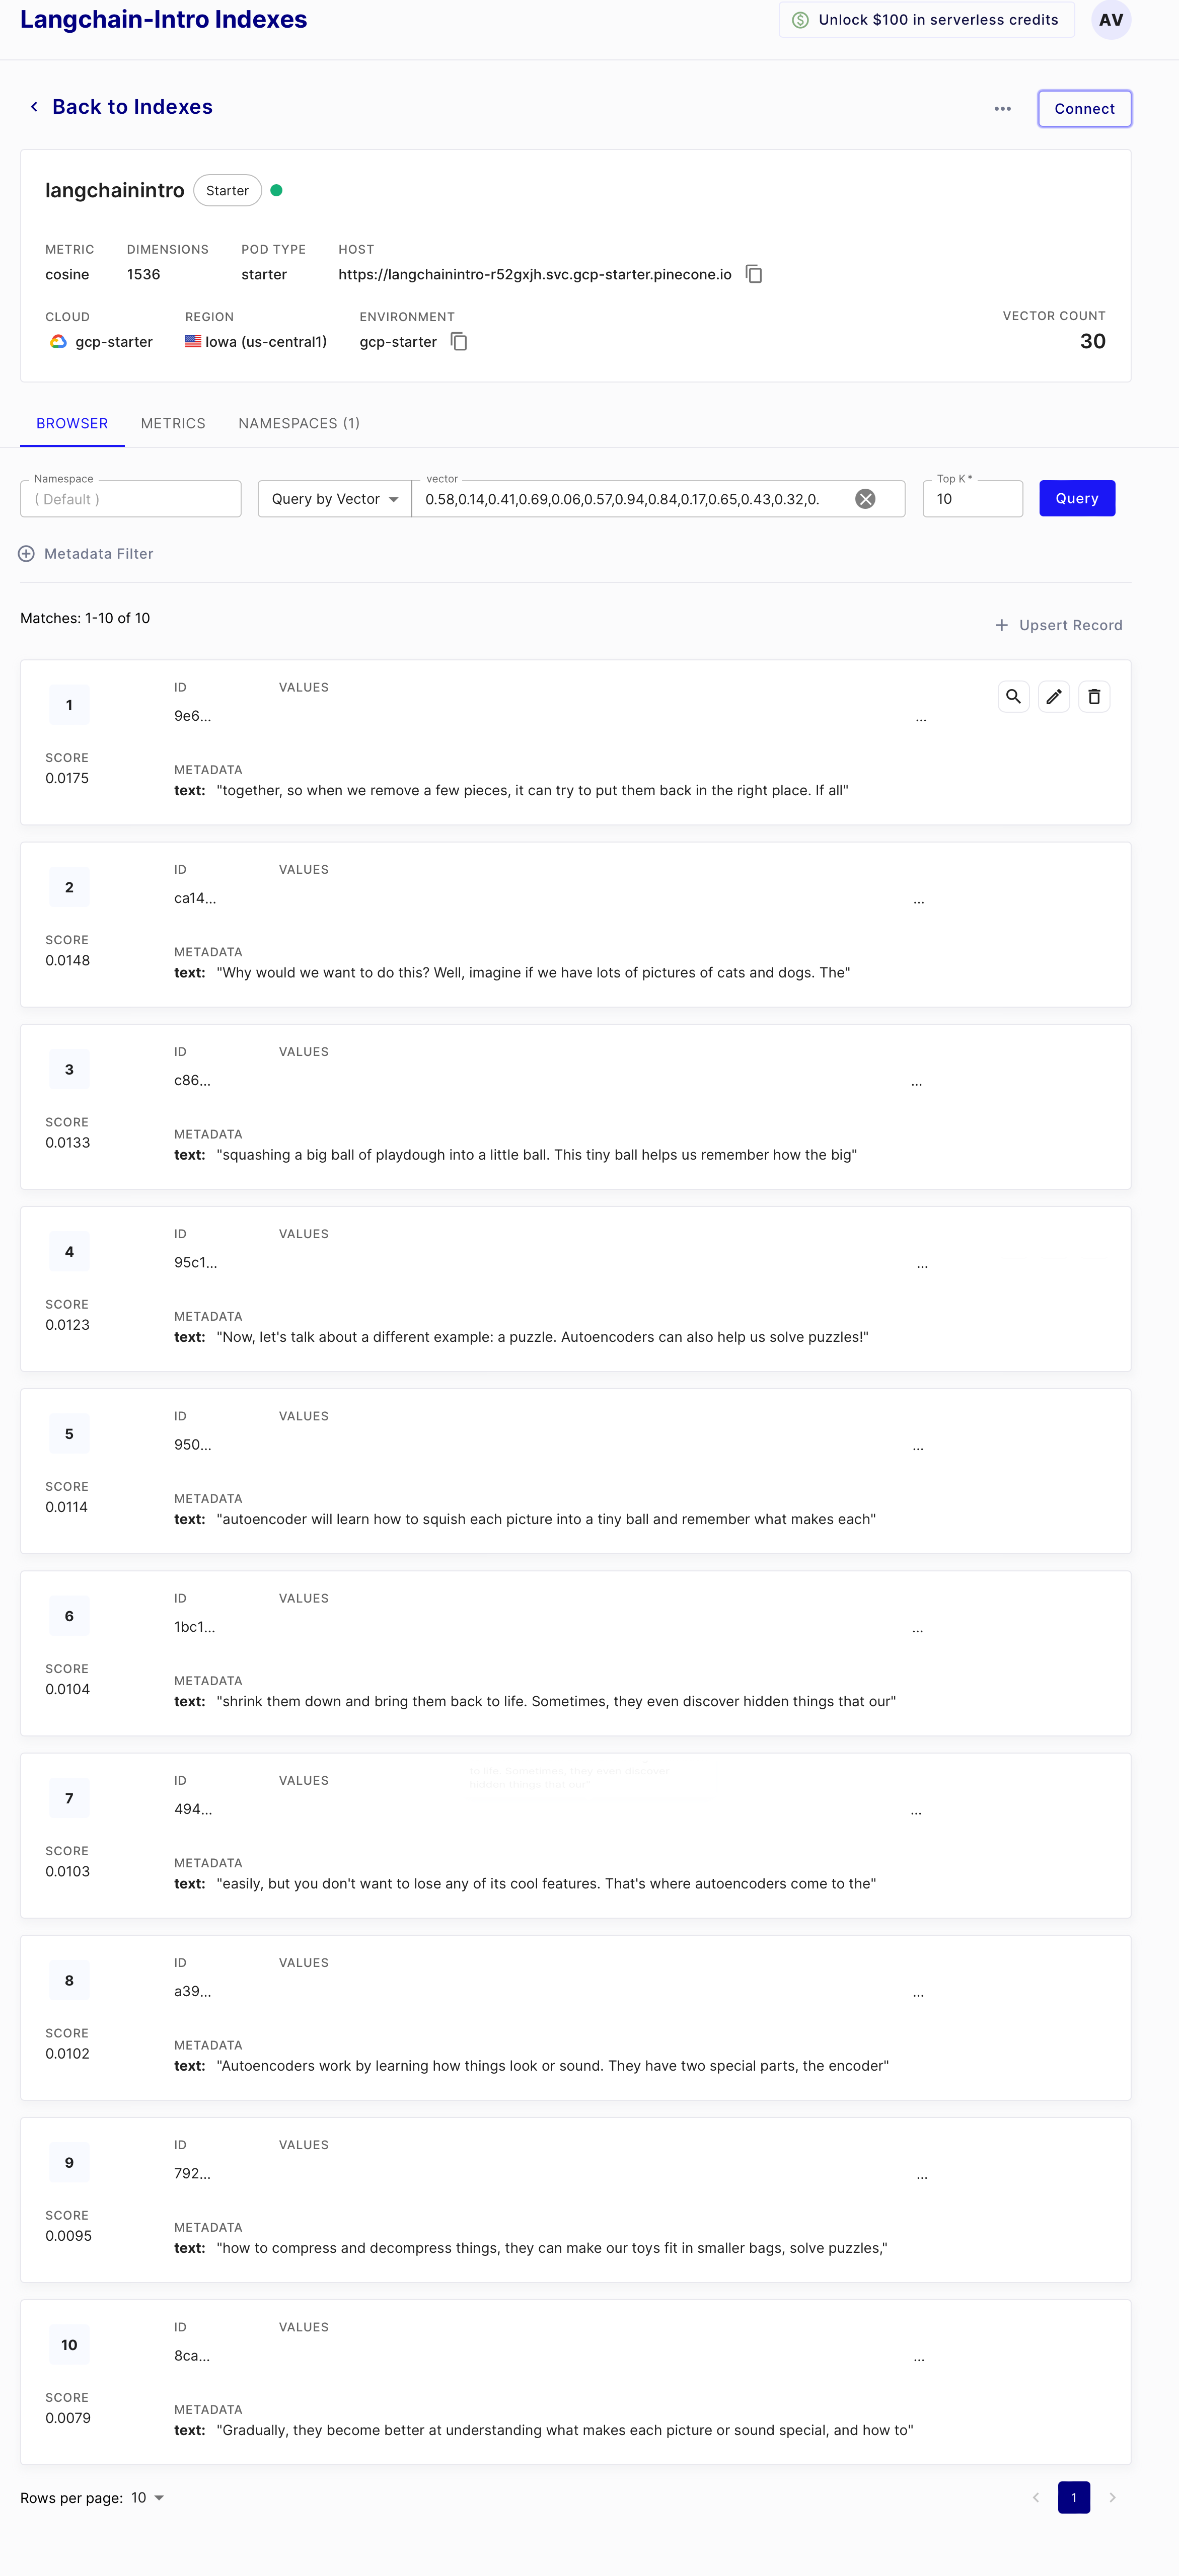 Langchain-Intro Indexes
Unlock $100 in serverless credits
AV
Back to Indexes
Connect
langchainintro Starter
METRIC DIMENSIONS POD TYPE HOST
cosine 1536 starter https://langchainintro-r52gxjh.svc.gcp-starter.pinecone.io
CLOUD REGION ENVIRONMENT VECTOR COUNT
gcp-starter Iowa (us-central1) gcp-starter 30
BROWSER METRICS NAMESPACES (1)
Namespace vector Top K *
( Default ) Query by Vector 0.58,0.14,0.41,0.69,0.06,0.57,0.94,0.84,0.17,0.65,0.43,0.32,0. 10 Query
Metadata Filter
Matches: 1-10 of 10
Upsert Record
1
ID VALUES
9e6... ...
SCORE
0.0175
METADATA
text: "together, so when we remove a few pieces, it can try to put them back in the right place. If all"
2
ID VALUES
ca14... ...
SCORE
0.0148
METADATA
text: "Why would we want to do this? Well, imagine if we have lots of pictures of cats and dogs. The"
3
ID VALUES
c86... ...
SCORE
0.0133
METADATA
text: "squashing a big ball of playdough into a little ball. This tiny ball helps us remember how the big"
4
ID VALUES
95c1... ...
SCORE
0.0123
METADATA
text: "Now, let's talk about a different example: a puzzle. Autoencoders can also help us solve puzzles!"
5
ID VALUES
950... ...
SCORE
0.0114
METADATA
text: "autoencoder will learn how to squish each picture into a tiny ball and remember what makes each"
6
ID VALUES
1bc1... ...
SCORE
0.0104
METADATA
text: "shrink them down and bring them back to life. Sometimes, they even discover hidden things that our"
7
ID VALUES
to life. Sometimes, they even discover
hidden things that our"
494... ...
SCORE
0.0103
METADATA
text: "easily, but you don't want to lose any of its cool features. That's where autoencoders come to the"
8
ID VALUES
a39... ...
SCORE
0.0102
METADATA
text: "Autoencoders work by learning how things look or sound. They have two special parts, the encoder"
9
ID VALUES
792... ...
SCORE
0.0095
METADATA
text: "how to compress and decompress things, they can make our toys fit in smaller bags, solve puzzles,"
10
ID VALUES
8ca... ...
SCORE
0.0079
METADATA
text: "Gradually, they become better at understanding what makes each picture or sound special, and how to"
Rows per page: 10
1